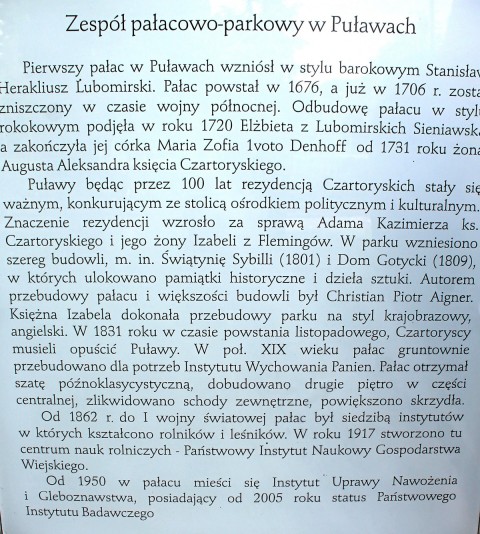 Zespół pałacowo-parkowy w Puławach
Pierwszy pałac w Puławach wzniósł w stylu barokowym Stanisław
Herakliusz Lubomirski. Pałac powstał w 1676, a już w 1706 r. zosta
zniszczony w czasie wojny północnej. Odbudowę pałacu w stylu
rokokowym podjęła w roku 1720 Elżbieta z Lubomirskich Sieniawska
a zakończyła jej córka Maria Zofia 1voto Denhoff od 1731 roku żona
Augusta Aleksandra księcia Czartoryskiego.
Puławy będąc przez 100 lat rezydencją Czartoryskich stały się
ważnym, konkurującym ze stolicą ośrodkiem politycznym i kulturalnym.
Znaczenie rezydencji wzrosło za sprawą Adama Kazimierza ks.
Czartoryskiego i jego żony Izabeli z Flemingów. W parku wzniesiono
szereg budowli, m. in. Świątynię Sybilli (1801) i Dom Gotycki (1809),
w których ulokowano pamiątki historyczne i dzieła sztuki. Autorem
przebudowy pałacu i większości budowli był Christian Piotr Aigner.
Księżna Izabela dokonała przebudowy parku na styl krajobrazowy,
angielski. W 1831 roku w czasie powstania listopadowego, Czartoryscy
musieli opuścić Puławy. W poł. XIX wieku pałac gruntownie
przebudowano dla potrzeb Instytutu Wychowania Panien. Pałac otrzymał
szatę późnoklasycystyczną, dobudowano drugie piętro w części
centralnej, zlikwidowano schody zewnętrzne, powiększono skrzydła.
Od 1862 r. do I wojny światowej pałac był siedzibą instytutów
w których kształcono rolników i leśników. W roku 1917 stworzono tu
centrum nauk rolniczych - Państwowy Instytut Naukowy Gospodarstwa
Wiejskiego.
Od 1950 w pałacu mieści się Instytut Uprawy Nawożenia
i Gleboznawstwa, posiadający od 2005 roku status Państwowego
Instytutu Badawczego